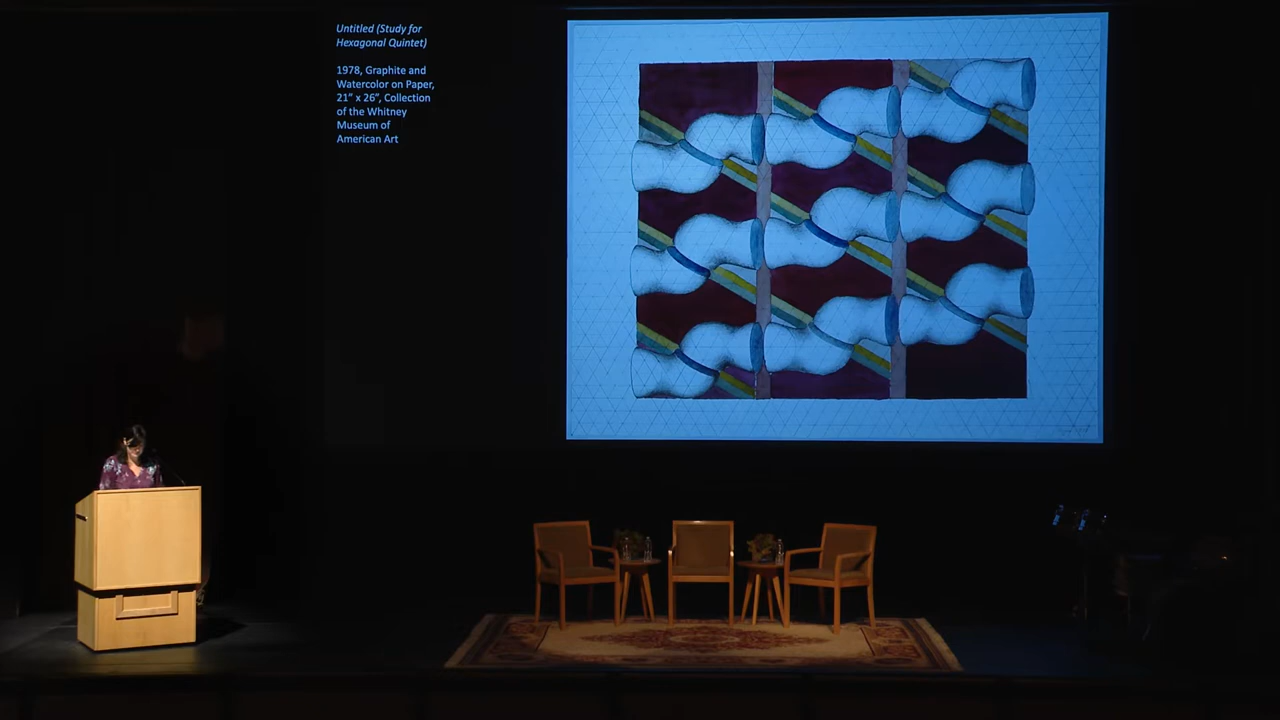 Untitled (Study for
Hexagonal Quintet)
1978, Graphite and
Watercolor on Paper,
21” x 26”, Collection
of the Whitney
Museum of
American Art